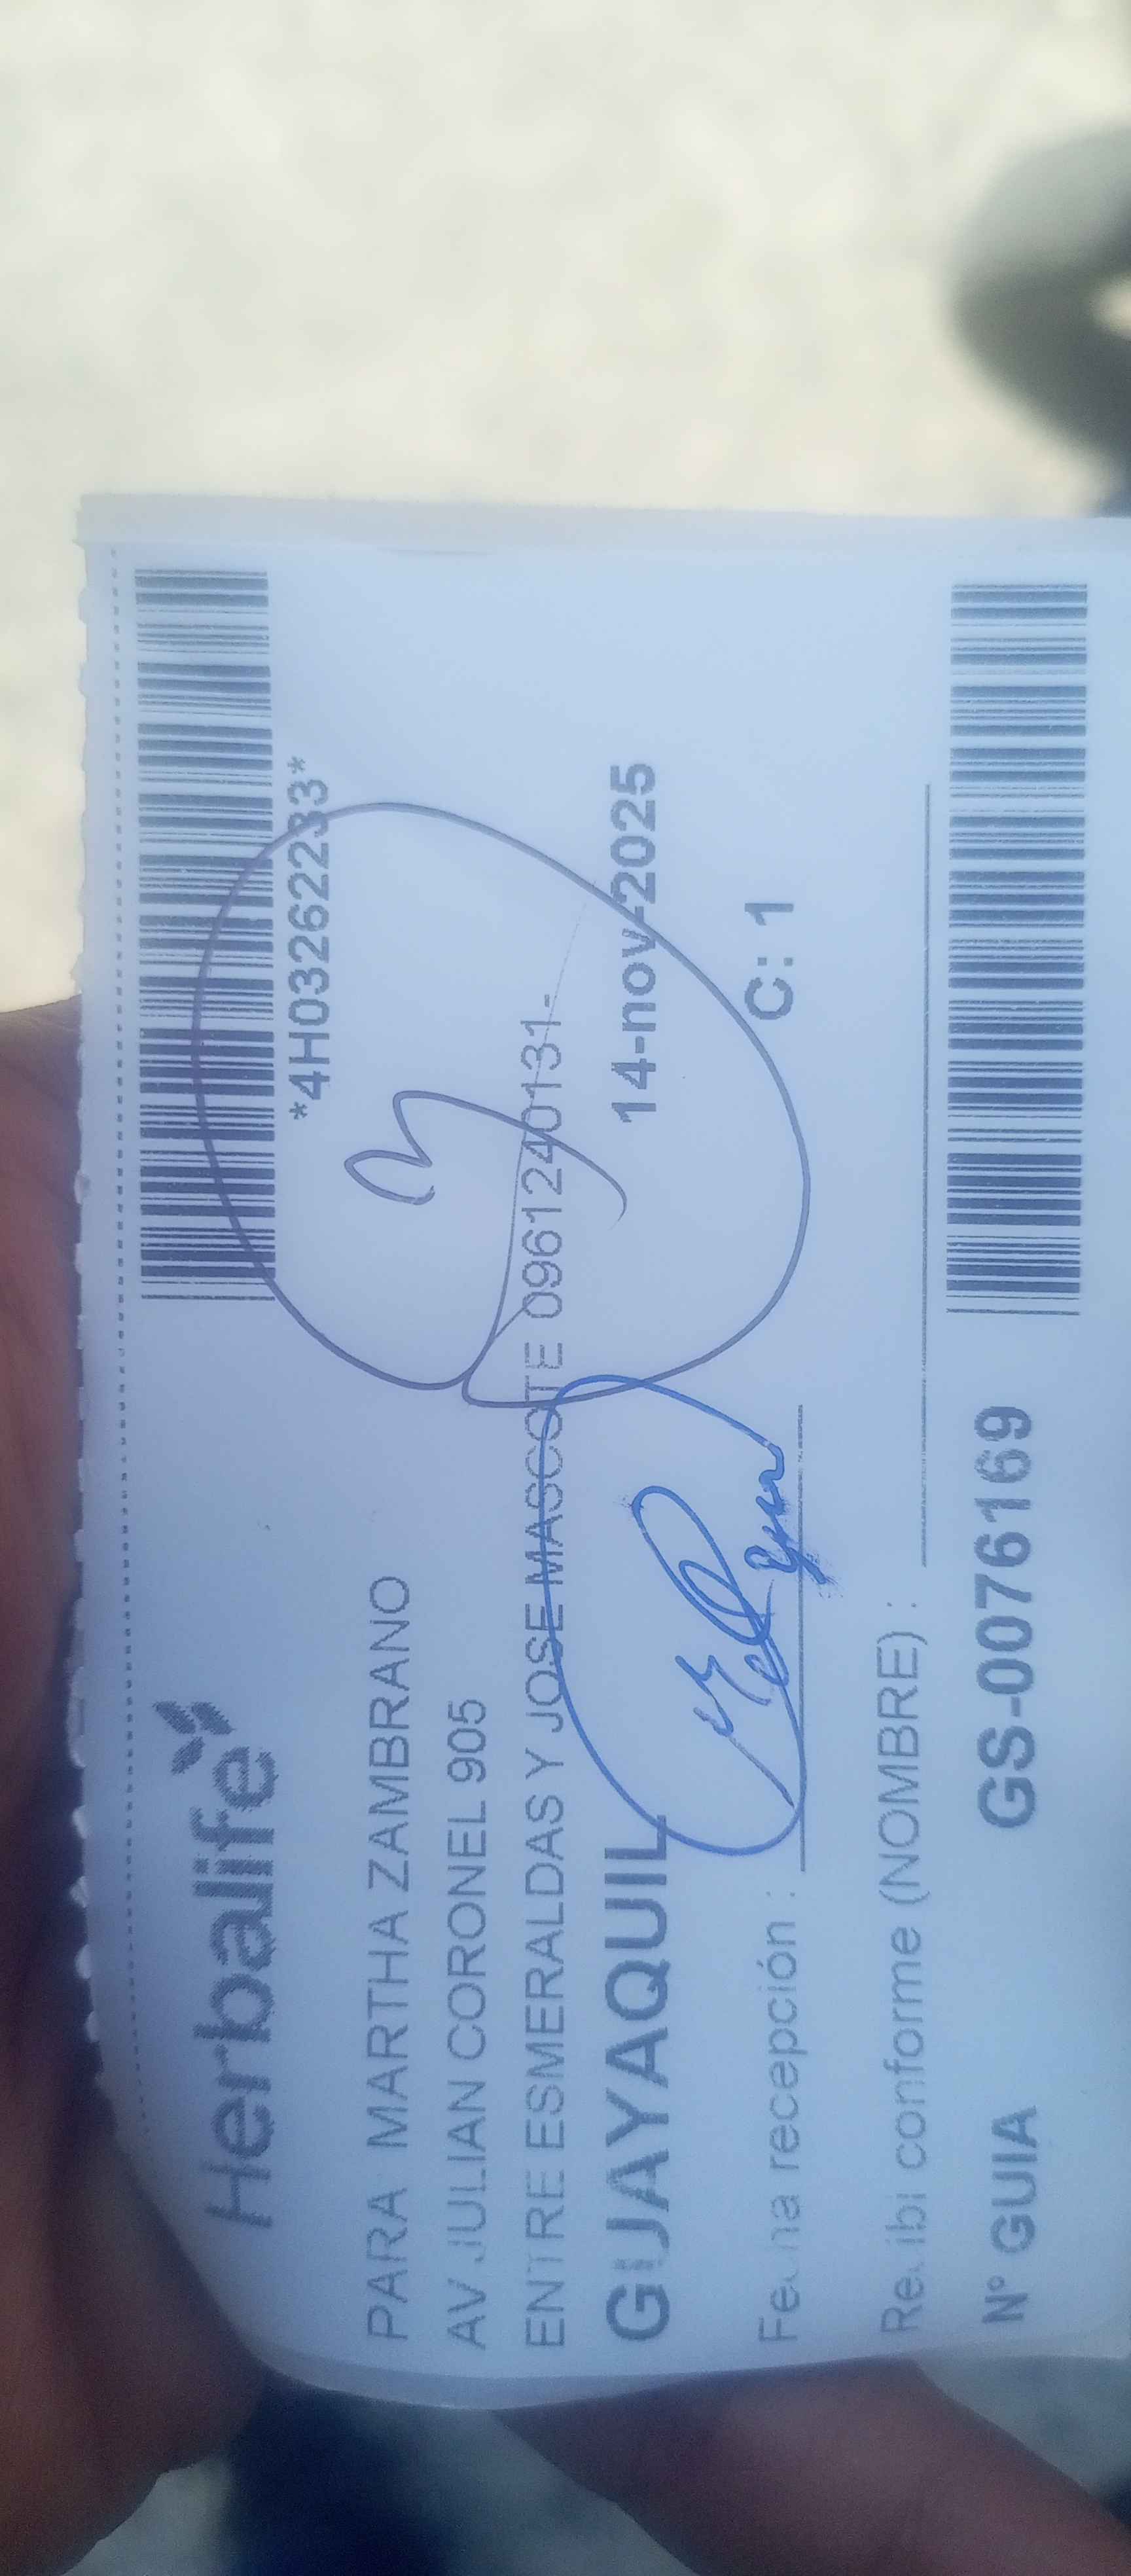 Herbalife
*4H03262233*
PARA MARTHA ZAMBRANO
AV JULIAN CORONEL 905
ENTRE ESMERALDAS Y JOSE MASCOTE 0961240131-
GUAYAQUIL
14-nov-2025
Fecha recepción :
C: 1
Recibi conforme (NOMBRE) :
Nº GUIA GS-0076169